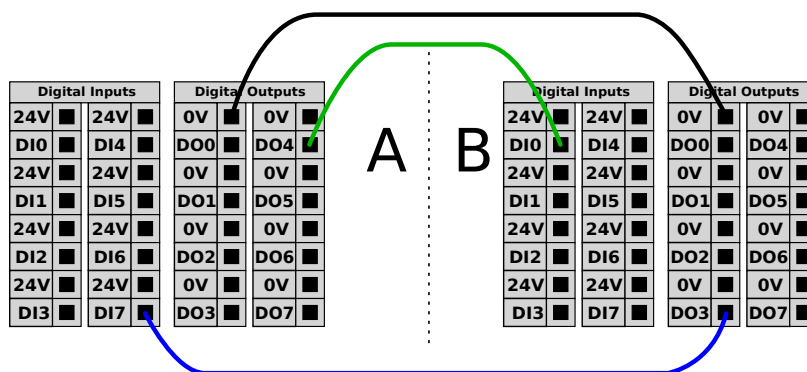 Digital Inputs Digital Outputs Digital Inputs Digital Outputs
24V 24V 0V 0V 24V 24V 0V 0V
DI0 DI4 DO0 DO4 A B DI0 DI4 DO0 DO4
24V 24V 0V 0V 24V 24V 0V 0V
DI1 DI5 DO1 DO5 DI1 DI5 DO1 DO5
24V 24V 0V 0V 24V 24V 0V 0V
DI2 DI6 DO2 DO6 DI2 DI6 DO2 DO6
24V 24V 0V 0V 24V 24V 0V 0V
DI3 DI7 DO3 DO7 DI3 DI7 DO3 DO7